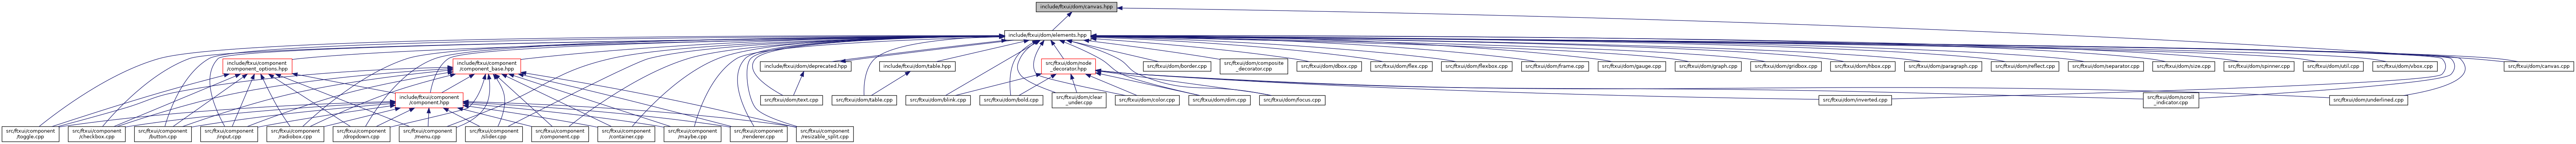 include/ftxui/dom/canvas.hpp
include/ftxui/dom/elements.hpp
include/ftxui/component
/component_options.hpp
include/ftxui/component
/component_base.hpp
include/ftxui/dom/deprecated.hpp
include/ftxui/dom/table.hpp
src/ftxui/dom/node
_decorator.hpp
src/ftxui/dom/border.cpp
src/ftxui/dom/composite
_decorator.cpp
src/ftxui/dom/dbox.cpp
src/ftxui/dom/flex.cpp
src/ftxui/dom/flexbox.cpp
src/ftxui/dom/frame.cpp
src/ftxui/dom/gauge.cpp
src/ftxui/dom/graph.cpp
src/ftxui/dom/gridbox.cpp
src/ftxui/dom/hbox.cpp
src/ftxui/dom/paragraph.cpp
src/ftxui/dom/reflect.cpp
src/ftxui/dom/separator.cpp
src/ftxui/dom/size.cpp
src/ftxui/dom/spinner.cpp
src/ftxui/dom/util.cpp
src/ftxui/dom/vbox.cpp
src/ftxui/dom/canvas.cpp
include/ftxui/component
/component.hpp
src/ftxui/dom/text.cpp
src/ftxui/dom/table.cpp
src/ftxui/dom/blink.cpp
src/ftxui/dom/bold.cpp
src/ftxui/dom/clear
_under.cpp
src/ftxui/dom/color.cpp
src/ftxui/dom/dim.cpp
src/ftxui/dom/focus.cpp
src/ftxui/dom/inverted.cpp
src/ftxui/dom/scroll
_indicator.cpp
src/ftxui/dom/underlined.cpp
src/ftxui/component
/toggle.cpp
src/ftxui/component
/checkbox.cpp
src/ftxui/component
/button.cpp
src/ftxui/component
/input.cpp
src/ftxui/component
/radiobox.cpp
src/ftxui/component
/dropdown.cpp
src/ftxui/component
/menu.cpp
src/ftxui/component
/slider.cpp
src/ftxui/component
/component.cpp
src/ftxui/component
/container.cpp
src/ftxui/component
/maybe.cpp
src/ftxui/component
/renderer.cpp
src/ftxui/component
/resizable_split.cpp